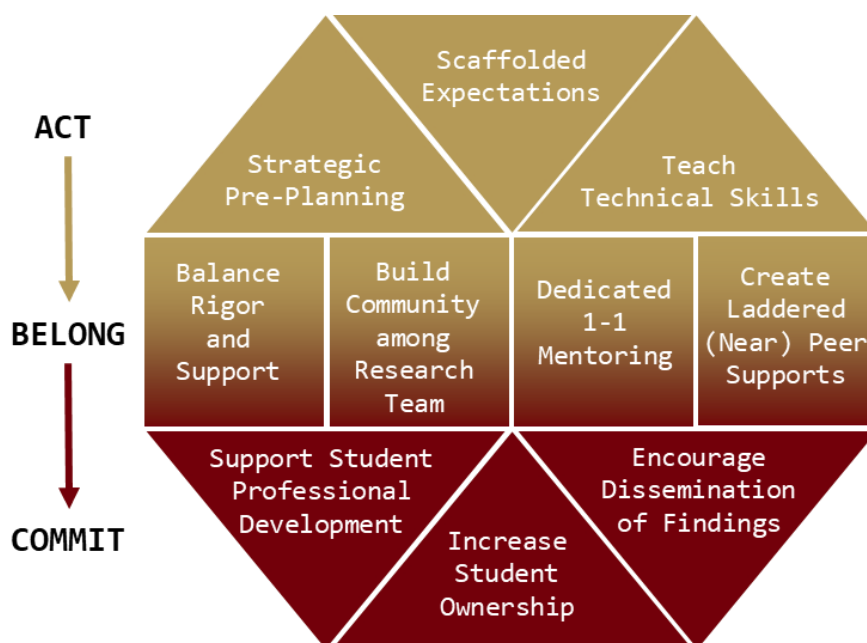 ACT
BELONG
COMMIT
Scaffolded
Expectations
Strategic
Pre-Planning
Teach
Technical Skills
Balance
Rigor
and
Support
Build
Community
among
Research
Team
Dedicated
1-1
Mentoring
Create
Laddered
(Near) Peer
Supports
Support Student
Professional
Development
Increase
Student
Ownership
Encourage
Dissemination
of Findings